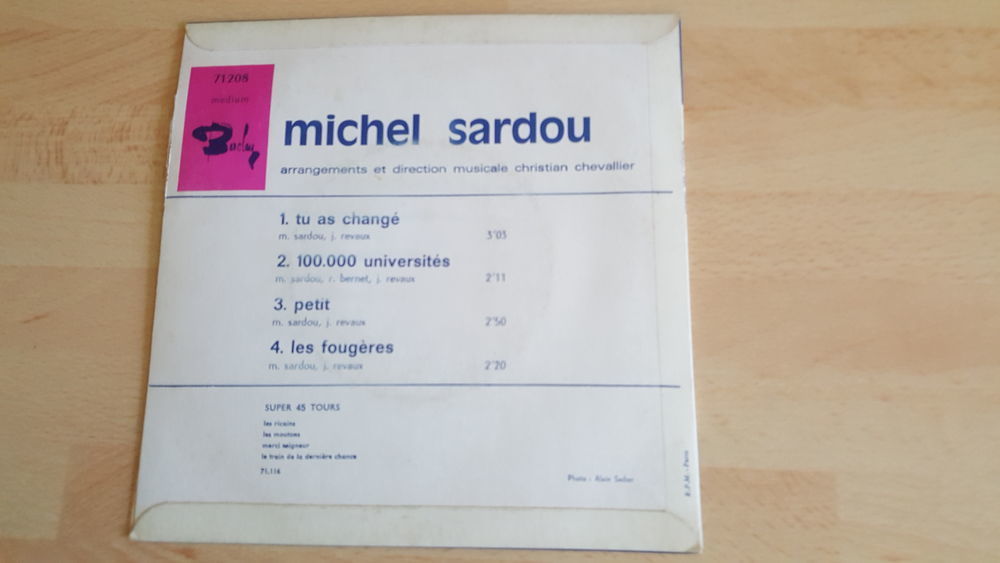 71208
medium
Barclay
michel sardou
arrangements et direction musicale christian chevallier
1. tu as changé
m. sardou, j. revaux 3'03
2. 100.000 universités
m. sardou, r. bernet, j. revaux 2'11
3. petit
m. sardou, j. revaux 2'50
4. les fougères
m. sardou, j. revaux 2'20
SUPER 45 TOURS
les ricains
les moutons
merci seigneur
le train de la dernière chance
71.116
Photo - Alain
- Paris